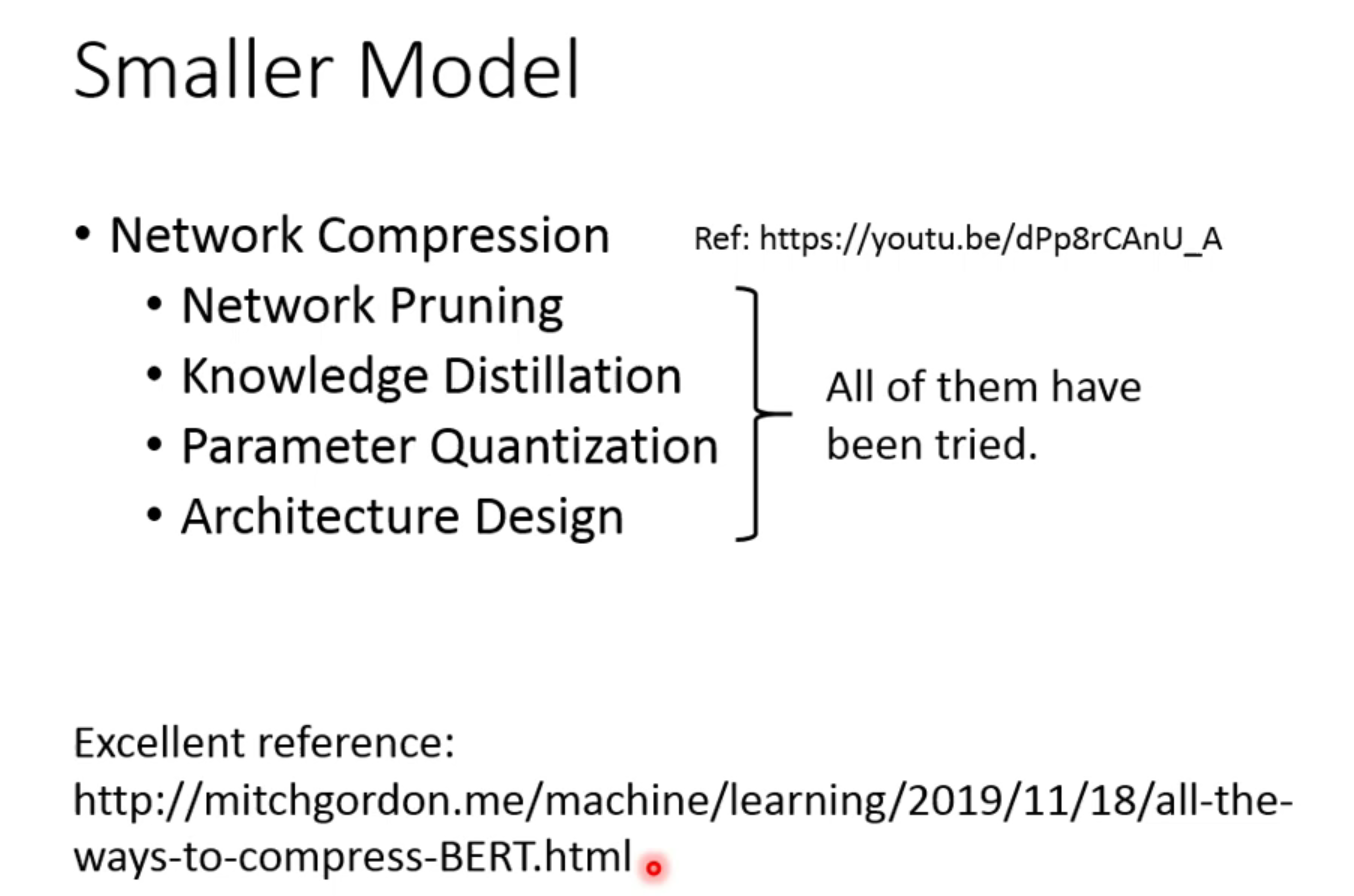 Smaller Model
• Network Compression
Ref: https://youtu.be/dPp8rCAnU_A
• Network Pruning
• Knowledge Distillation
• Parameter Quantization
• Architecture Design
All of them have
been tried.
Excellent reference:
http://mitchgordon.me/machine/learning/2019/11/18/all-the-
ways-to-compress-BERT.html